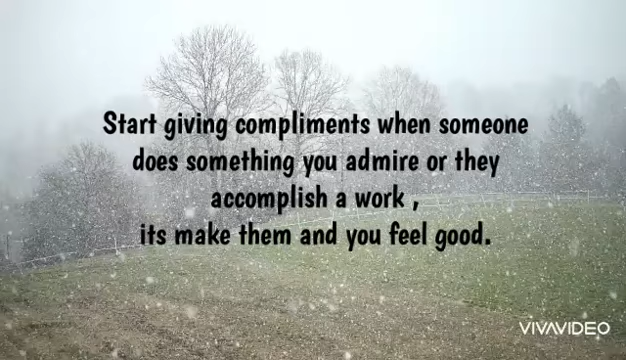 Start giving compliments when someone
does something you admire or they
accomplish a work ,
its make them and you feel good.
VIVAVIDEO